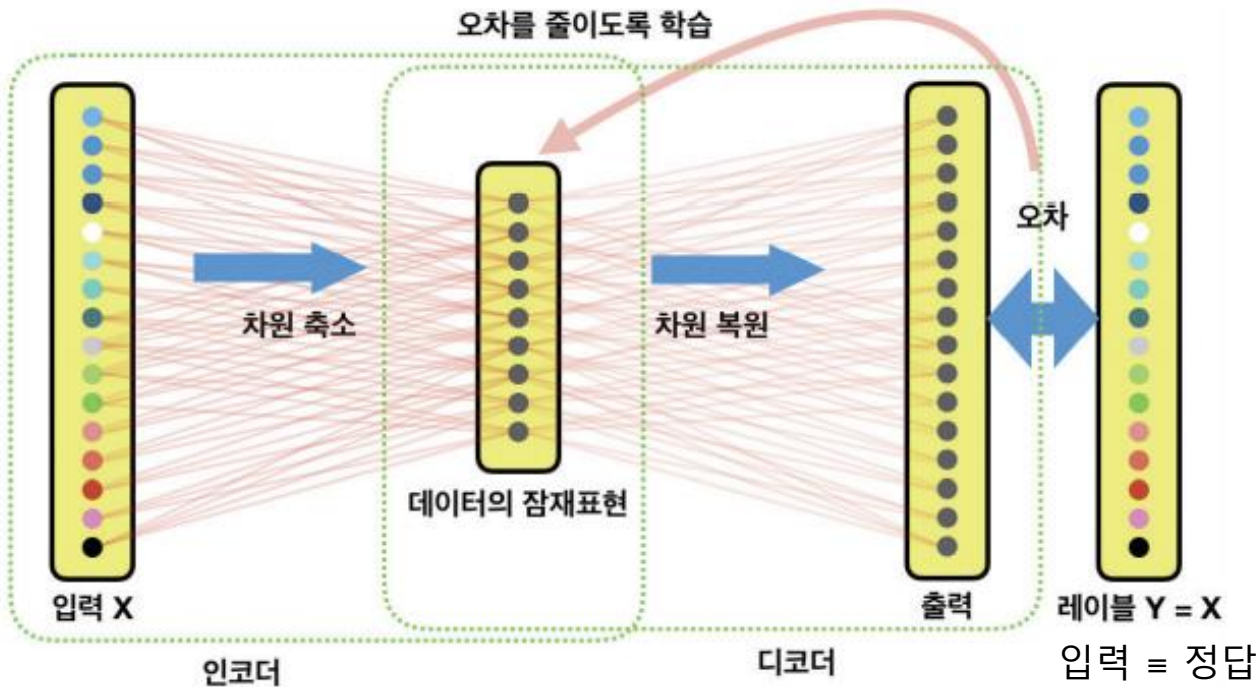 오차를 줄이도록 학습
오차
차원 축소
차원 복원
데이터의 잠재표현
입력 X
출력
레이블 Y = X
인코더
디코더
입력 ≡ 정답